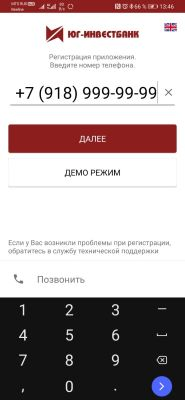 66 %
13:46
ЮГ-ИНВЕСТБАНК
Регистрация приложения.
Введите номер телефона.
+7 (918) 999-99-99
ДАЛЕЕ
ДЕМО РЕЖИМ
Если у Вас возникли проблемы при регистрации,
обратитесь в службу технической поддержки
Позвонить
1 2 3 –
4 5 6
7 8 9
, 0 .